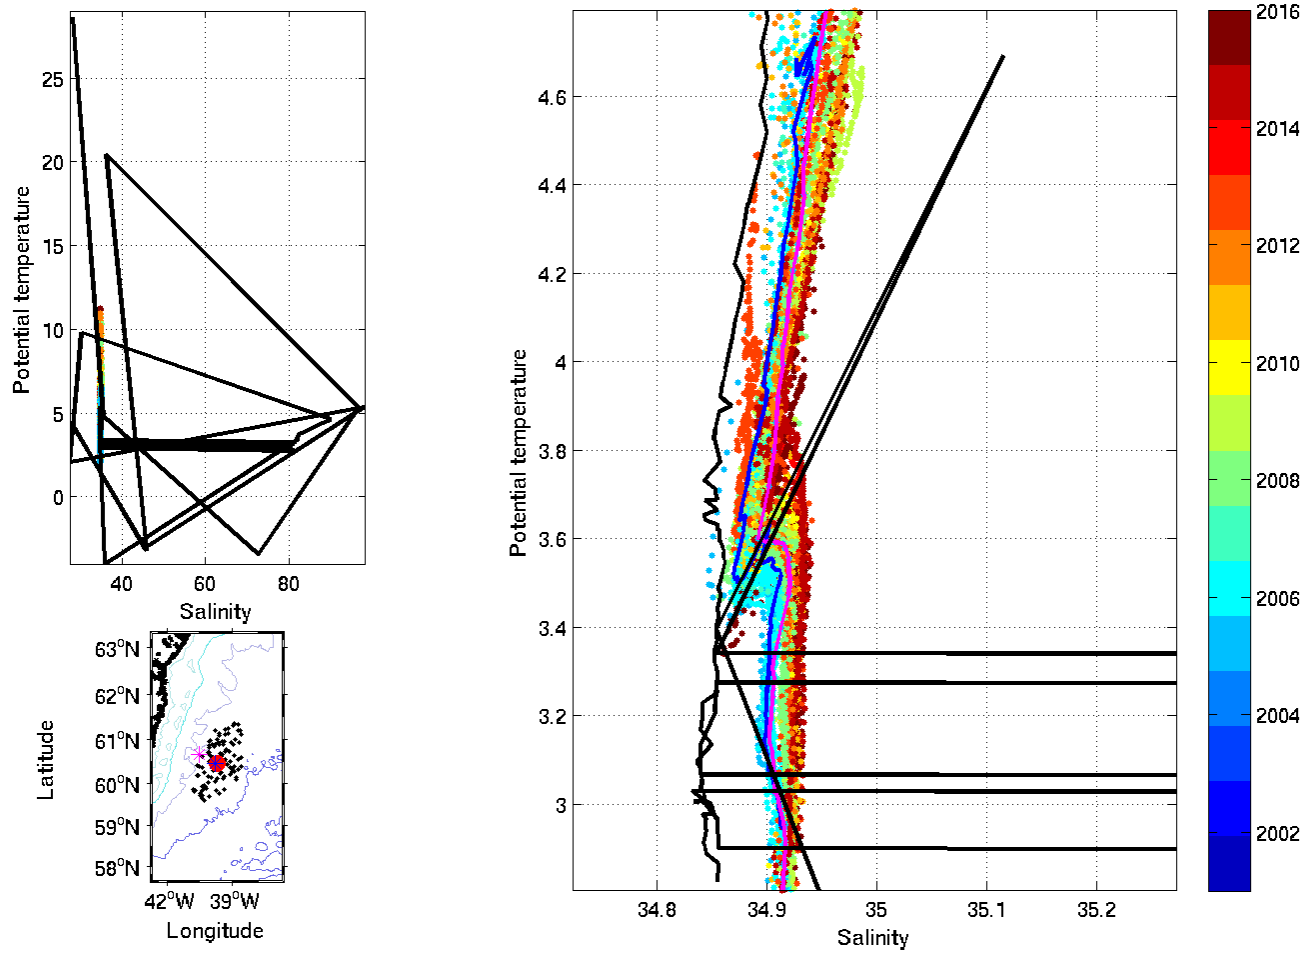 25
20
15
10
5
0
Potential temperature
40 60 80
Salinity
63°N
62°N
61°N
60°N
59°N
58°N
Latitude
42°W 39°W
Longitude
4.6
4.4
4.2
4
3.8
3.6
3.4
3.2
3
Potential temperature
34.8 34.9 35 35.1 35.2
Salinity
2016
2014
2012
2010
2008
2006
2004
2002